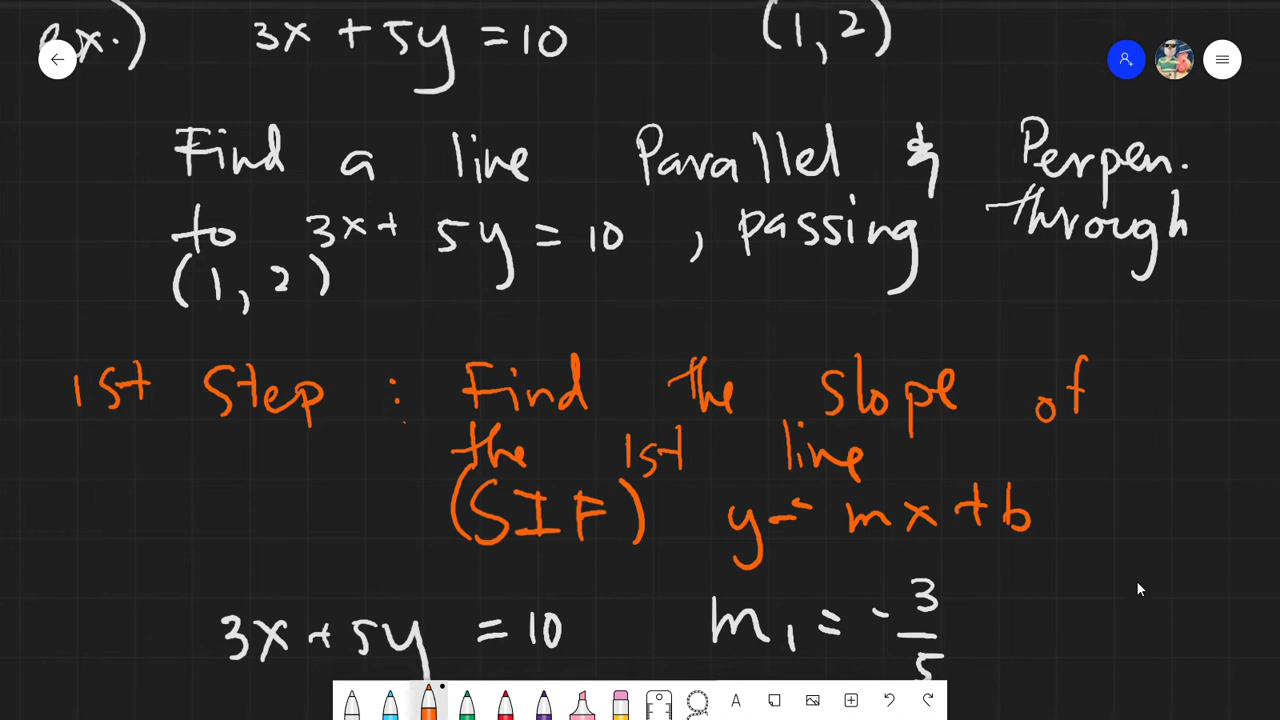 ex.) 3x + 5y = 10 (1, 2)
Find a line Parallel & Perpen.
to 3x + 5y = 10 , passing through
(1, 2)
1st Step : Find the slope of
the 1st line
(SIF) y = mx + b
3x + 5y = 10 m₁ = - 3/5
A